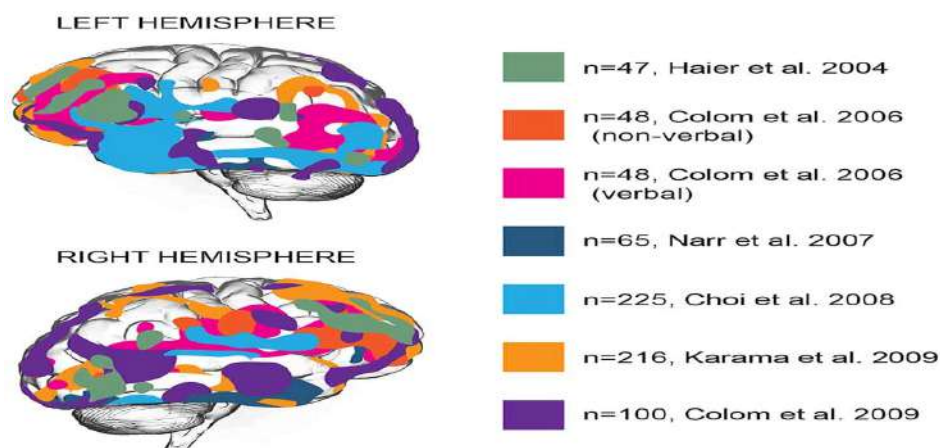 LEFT HEMISPHERE
RIGHT HEMISPHERE
n=47, Haier et al. 2004
n=48, Colom et al. 2006
(non-verbal)
n=48, Colom et al. 2006
(verbal)
n=65, Narr et al. 2007
n=225, Choi et al. 2008
n=216, Karama et al. 2009
n=100, Colom et al. 2009